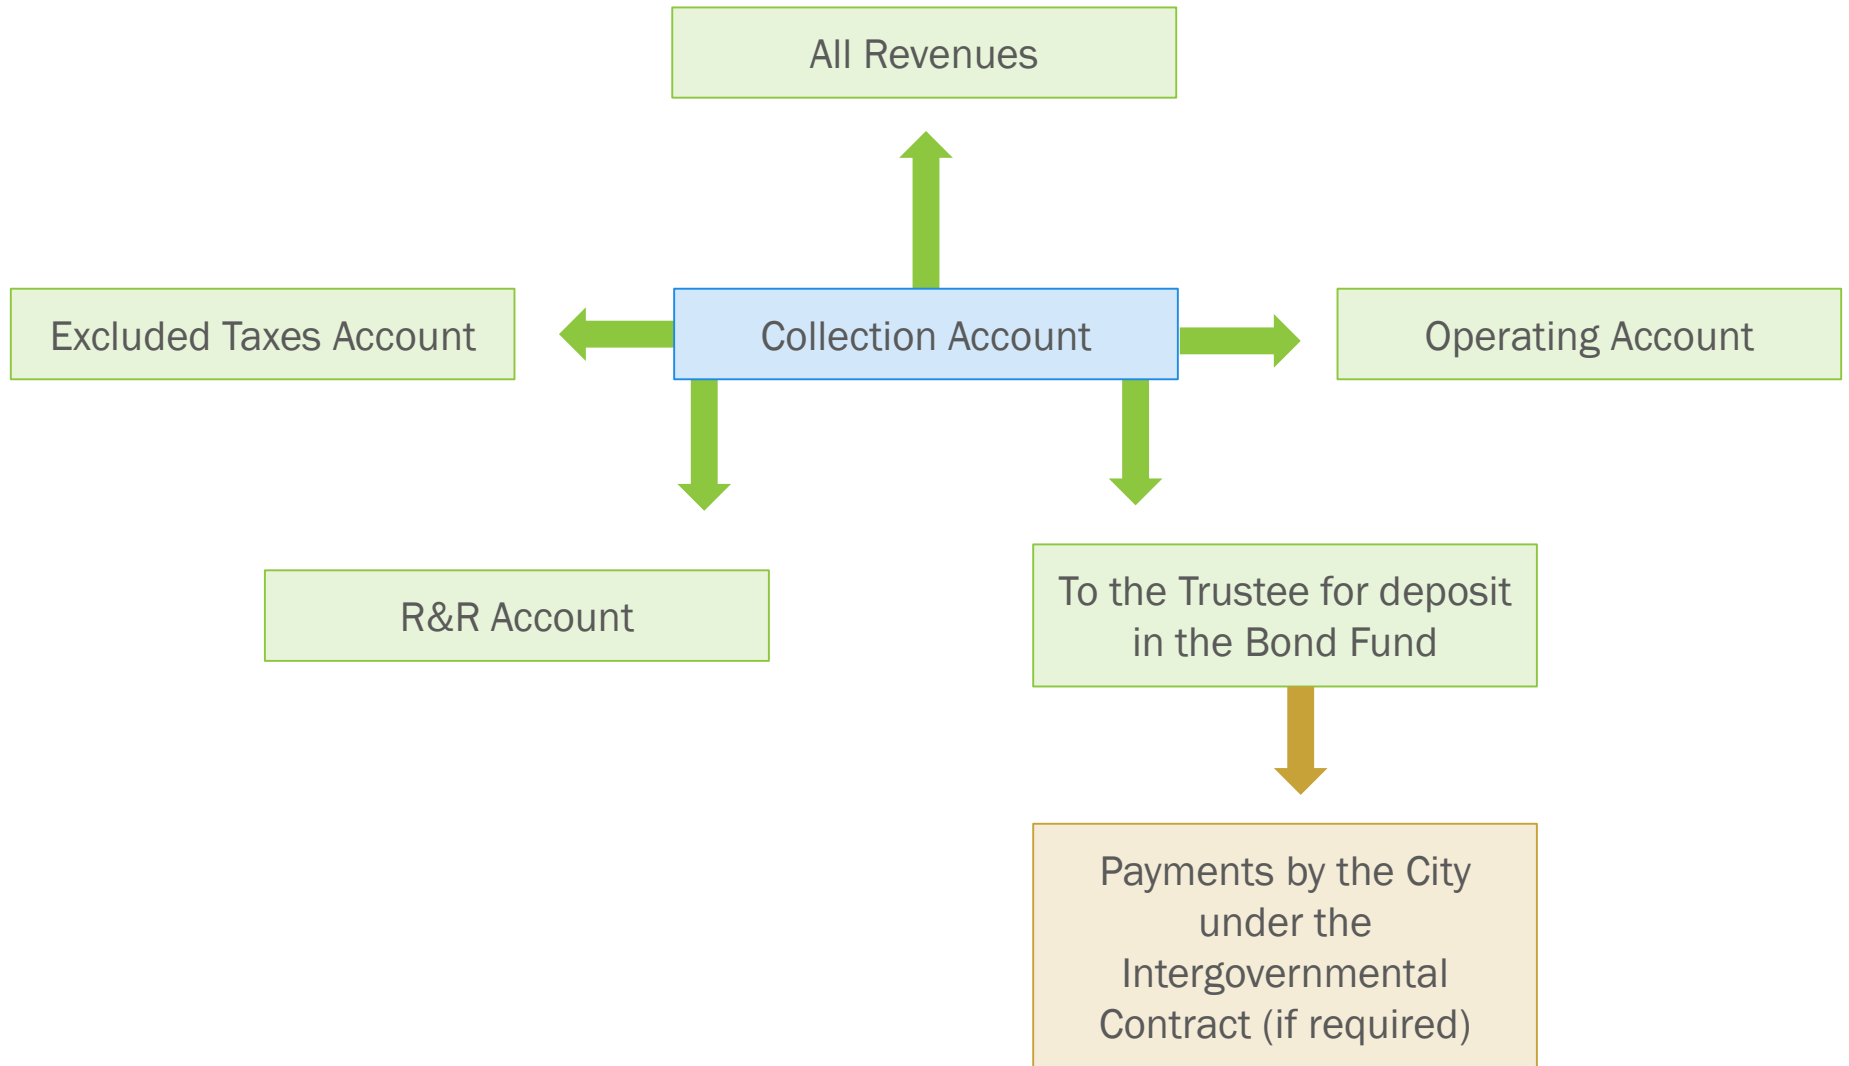 All Revenues
Excluded Taxes Account
Collection Account
Operating Account
R&R Account
To the Trustee for deposit
in the Bond Fund
Payments by the City
under the
Intergovernmental
Contract (if required)